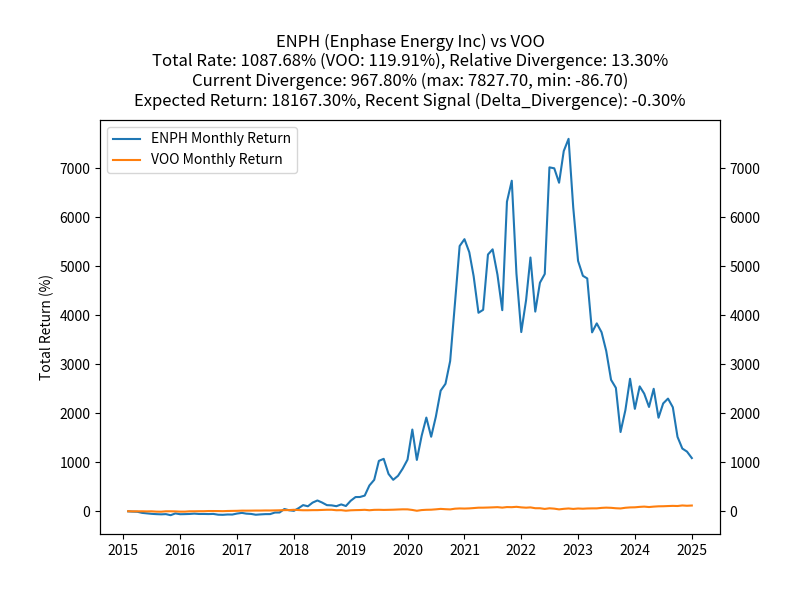 ENPH (Enphase Energy Inc) vs VOO
Total Rate: 1087.68% (VOO: 119.91%), Relative Divergence: 13.30%
Current Divergence: 967.80% (max: 7827.70, min: -86.70)
Expected Return: 18167.30%, Recent Signal (Delta_Divergence): -0.30%
ENPH Monthly Return
VOO Monthly Return
Total Return (%)
7000 7000
6000 6000
5000 5000
4000 4000
3000 3000
2000 2000
1000 1000
0 0
2015 2016 2017 2018 2019 2020 2021 2022 2023 2024 2025